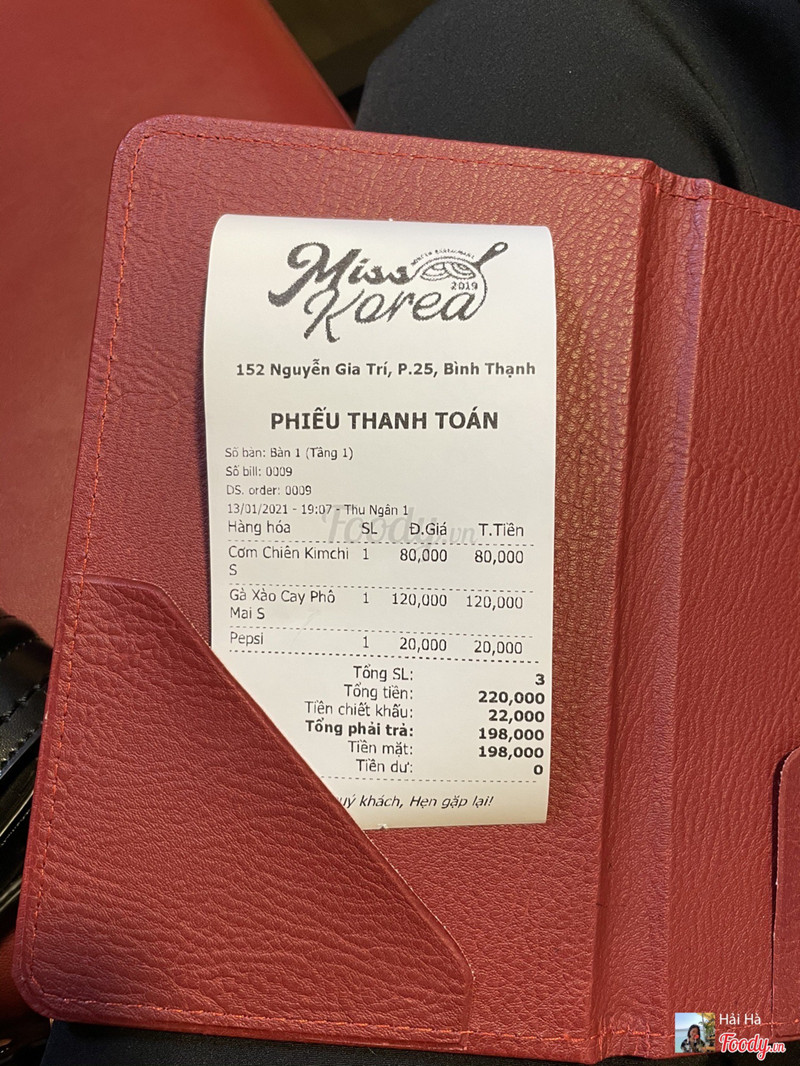 Miss Korea
2019
152 Nguyễn Gia Trí, P.25, Bình Thạnh
PHIẾU THANH TOÁN
Số bàn: Bàn 1 (Tầng 1)
Số bill: 0009
DS. order: 0009
13/01/2021 - 19:07 - Thu Ngân 1
Hàng hóa SL Đ.Giá T.Tiền
Cơm Chiên Kimchi 1 80,000 80,000
S
Gà Xào Cay Phô 1 120,000 120,000
Mai S
Pepsi 1 20,000 20,000
Tổng SL: 3
Tổng tiền: 220,000
Tiền chiết khấu: 22,000
Tổng phải trả: 198,000
Tiền mặt: 198,000
Tiền dư: 0
khách, Hẹn gặp lại!
Foody.vn
Hải Hà
Foody.vn